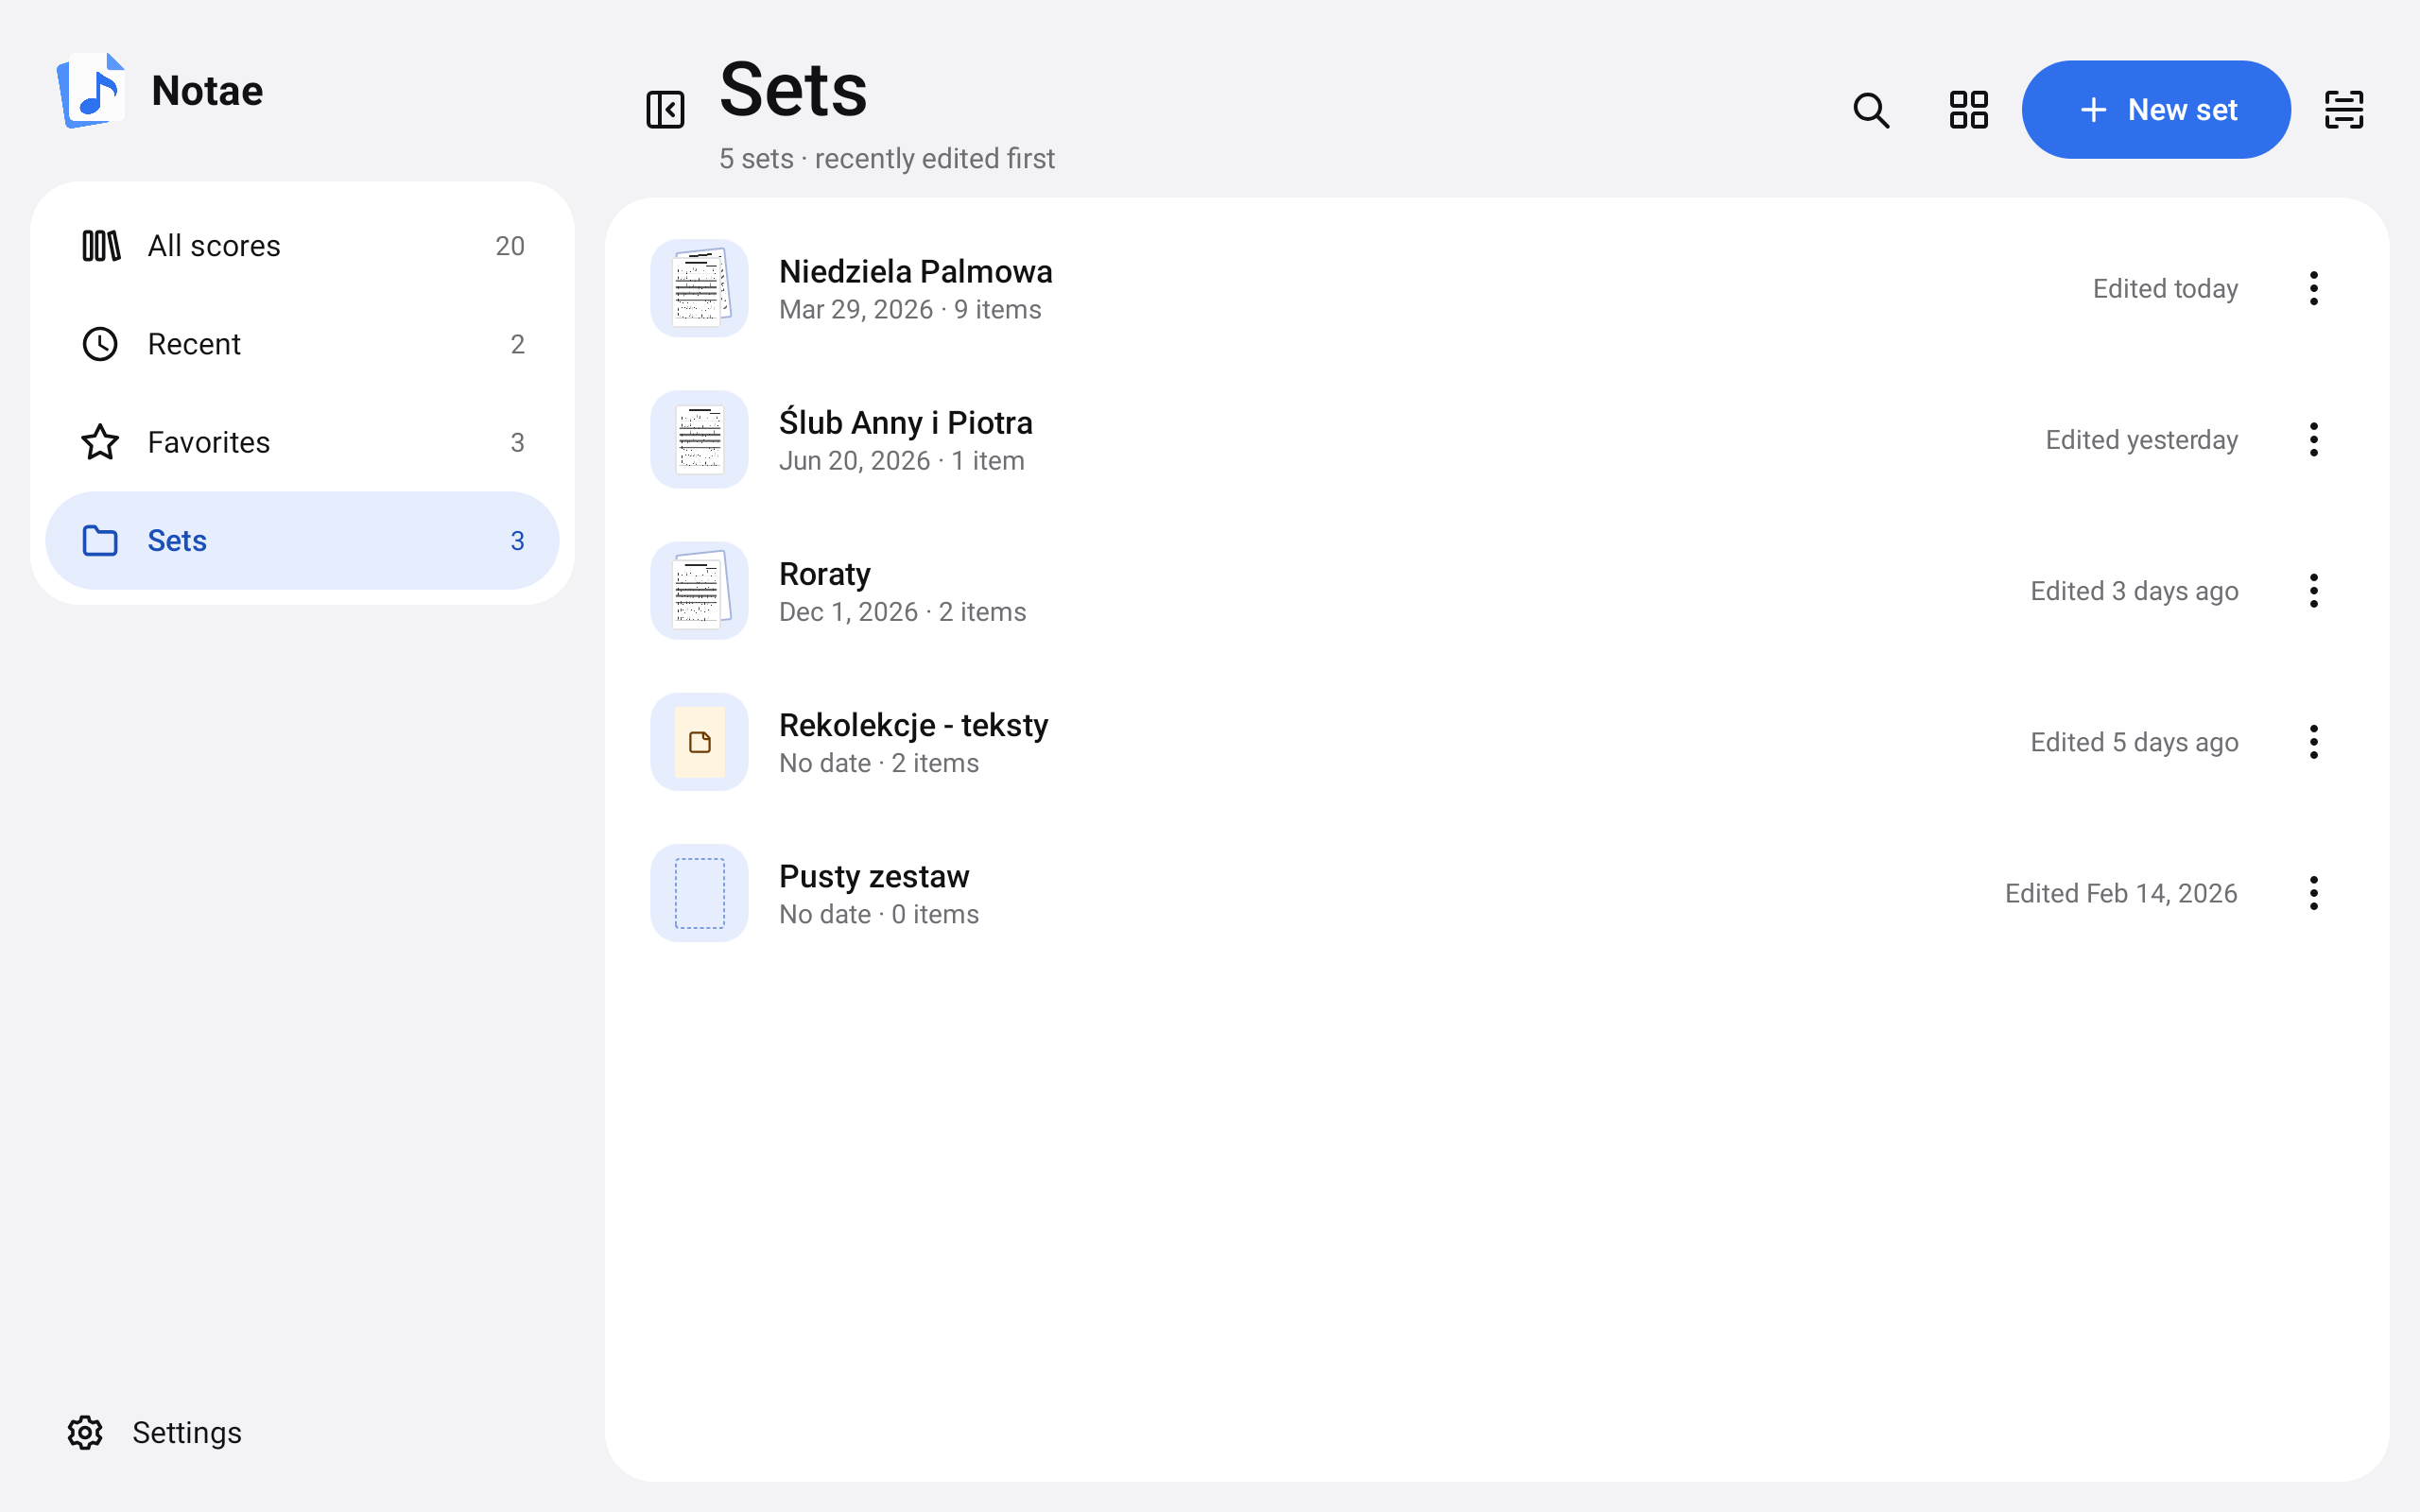 Notae
All scores 20
Recent 2
Favorites 3
Sets 3
Settings
Sets
5 sets · recently edited first
New set
Niedziela Palmowa
Mar 29, 2026 · 9 items
Edited today
Ślub Anny i Piotra
Jun 20, 2026 · 1 item
Edited yesterday
Roraty
Dec 1, 2026 · 2 items
Edited 3 days ago
Rekolekcje - teksty
No date · 2 items
Edited 5 days ago
Pusty zestaw
No date · 0 items
Edited Feb 14, 2026